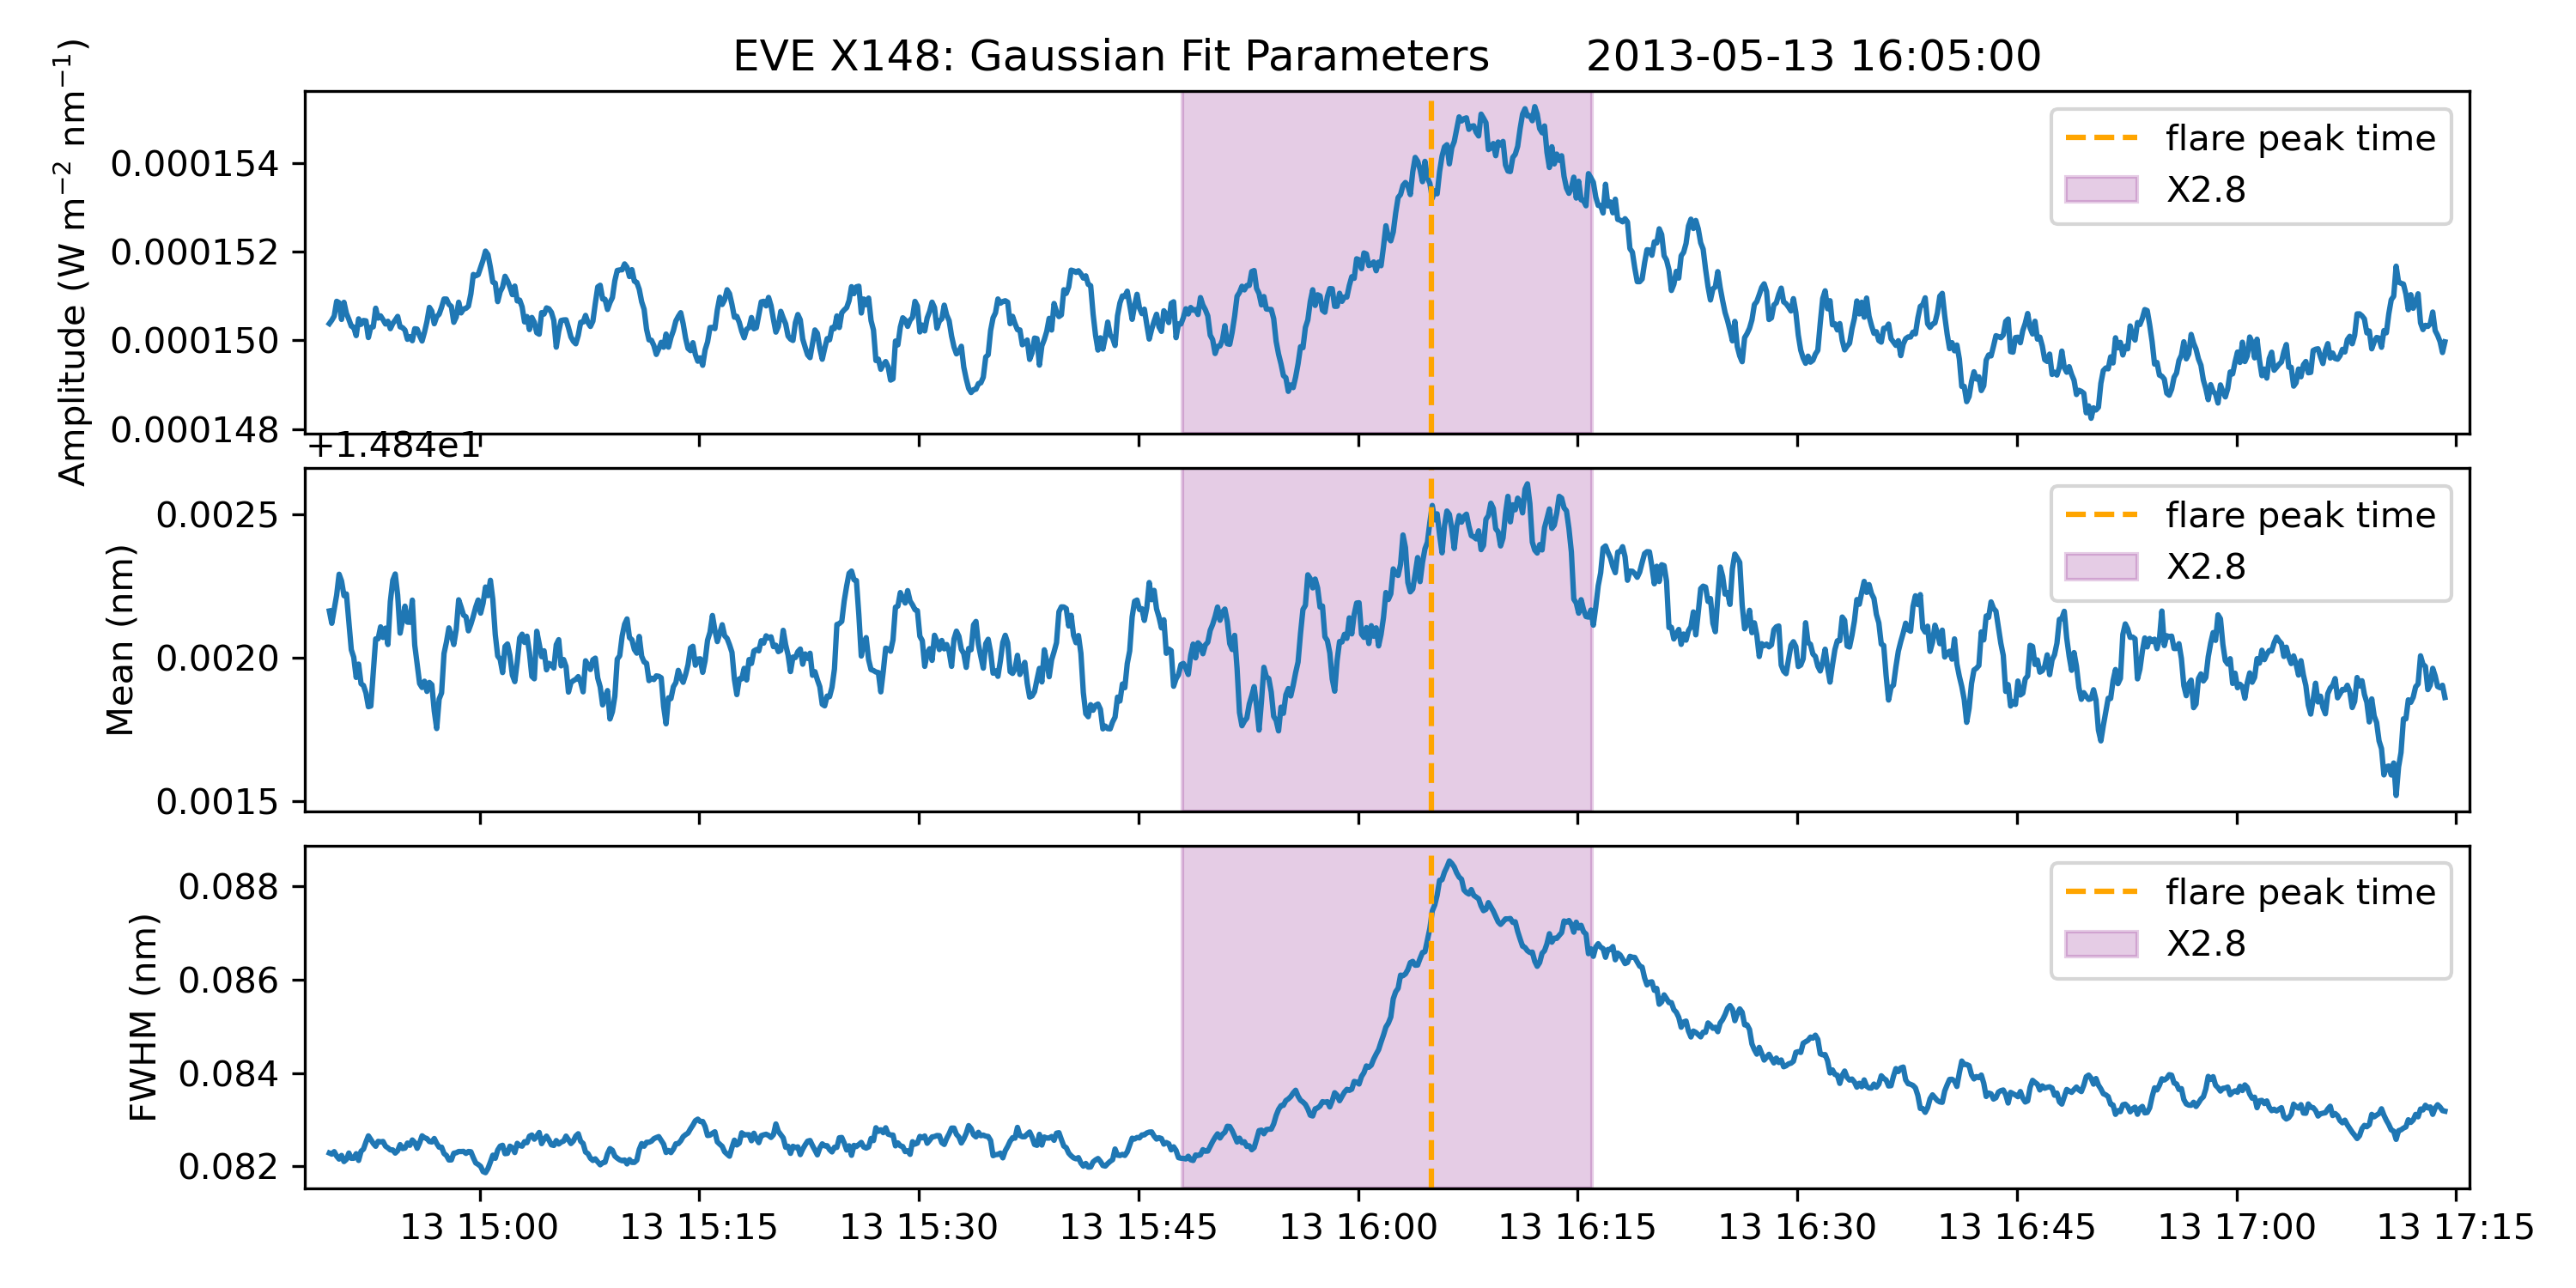 EVE X148: Gaussian Fit Parameters 2013-05-13 16:05:00
Amplitude (W m⁻² nm⁻¹)
0.000154
0.000152
0.000150
0.000148
flare peak time
X2.8
+1.484e1
Mean (nm)
0.0025
0.0020
0.0015
flare peak time
X2.8
FWHM (nm)
0.088
0.086
0.084
0.082
flare peak time
X2.8
13 15:00 13 15:15 13 15:30 13 15:45 13 16:00 13 16:15 13 16:30 13 16:45 13 17:00 13 17:15